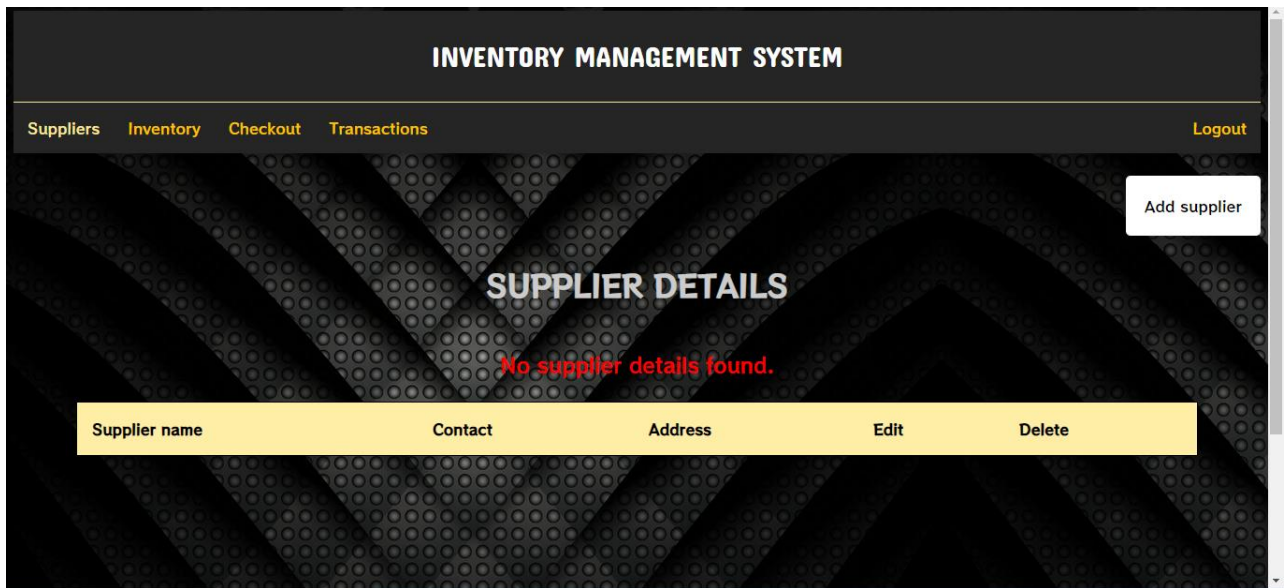 INVENTORY MANAGEMENT SYSTEM
Suppliers Inventory Checkout Transactions Logout
Add supplier
SUPPLIER DETAILS
No supplier details found.
Supplier name Contact Address Edit Delete